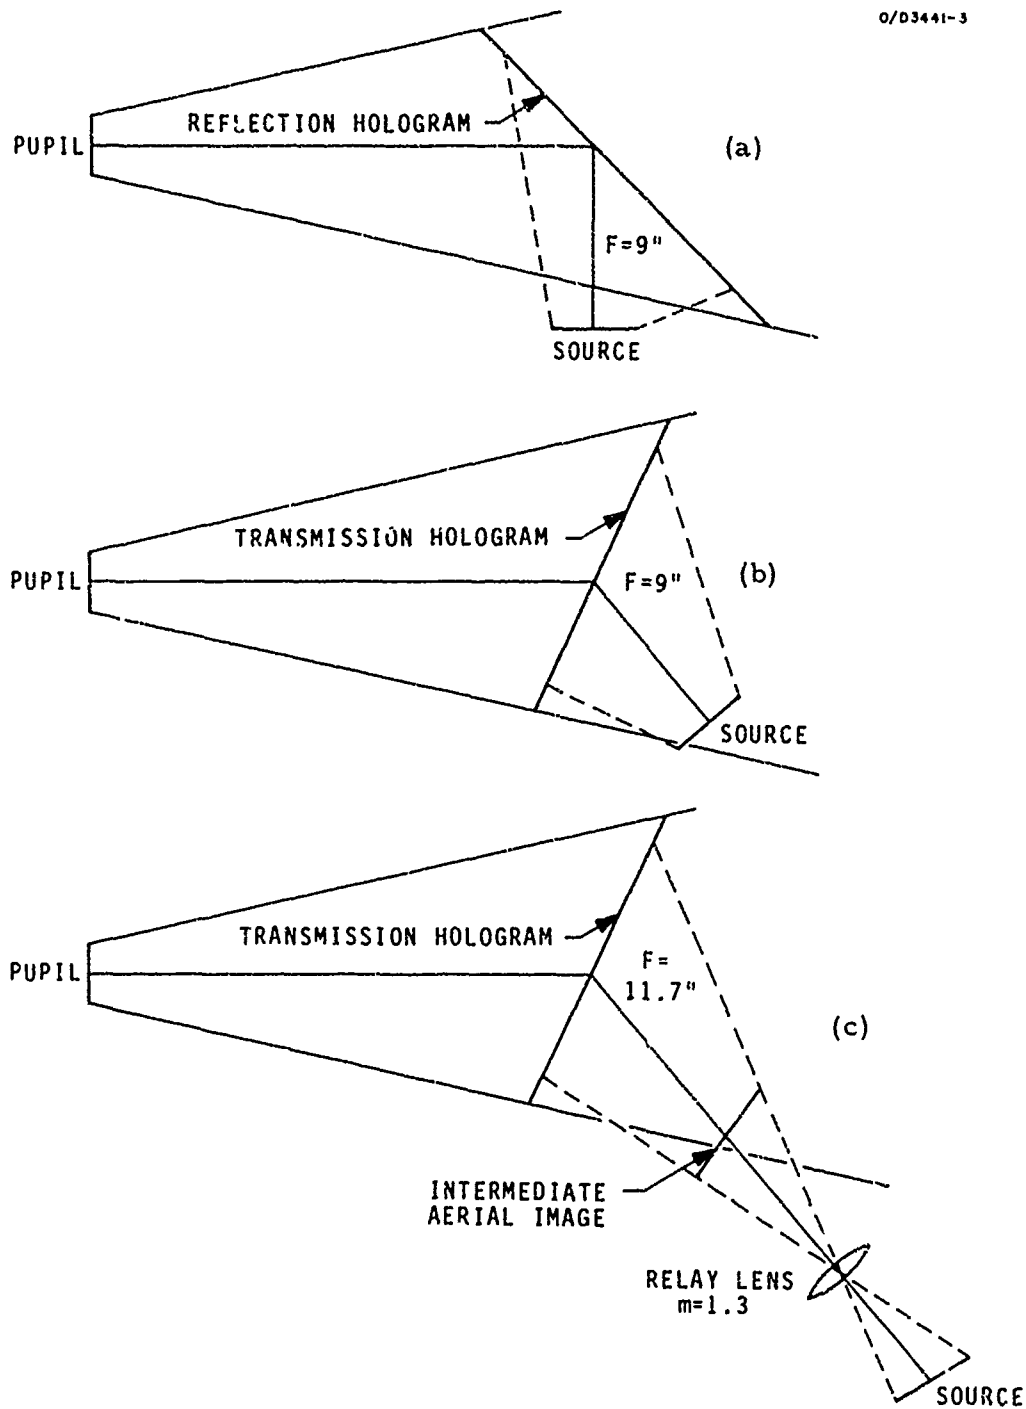 O/D3441-3
REFLECTION HOLOGRAM
PUPIL
(a)
F=9"
SOURCE
TRANSMISSION HOLOGRAM
PUPIL
F=9"
(b)
SOURCE
TRANSMISSION HOLOGRAM
PUPIL
F=
11.7"
(c)
INTERMEDIATE
AERIAL IMAGE
RELAY LENS
m=1.3
SOURCE